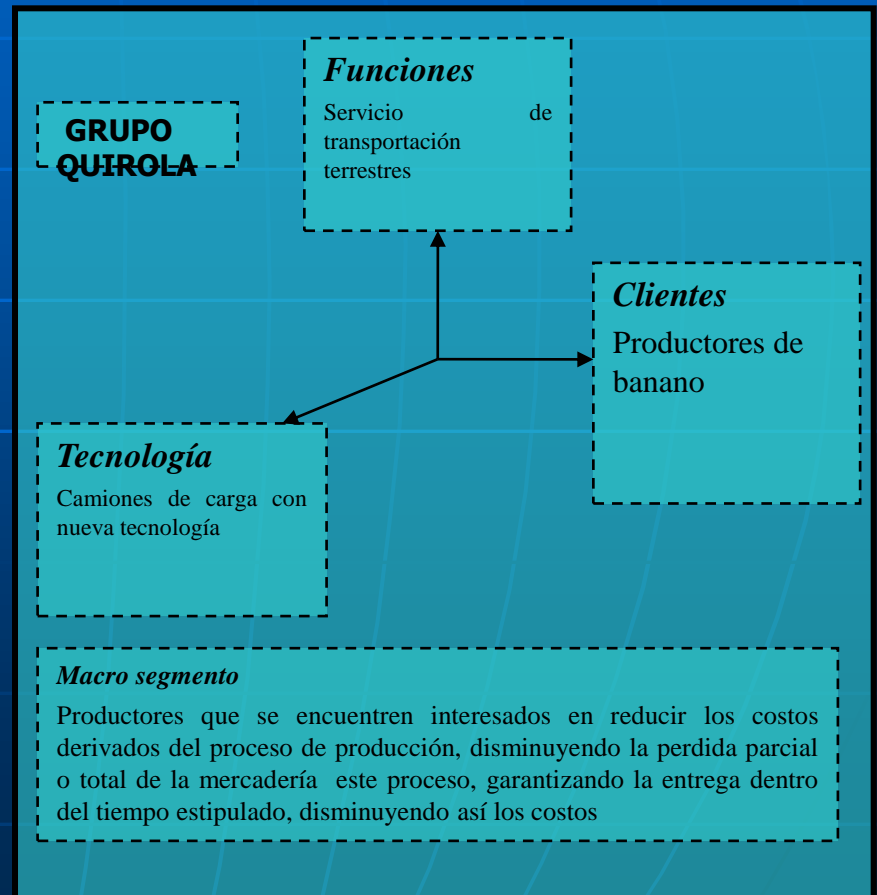 GRUPO
QUIROLA
Funciones
Servicio de
transportación
terrestres
Clientes
Productores de
banano
Tecnología
Camiones de carga con
nueva tecnología
Macro segmento
Productores que se encuentren interesados en reducir los costos
derivados del proceso de producción, disminuyendo la perdida parcial
o total de la mercadería este proceso, garantizando la entrega dentro
del tiempo estipulado, disminuyendo así los costos